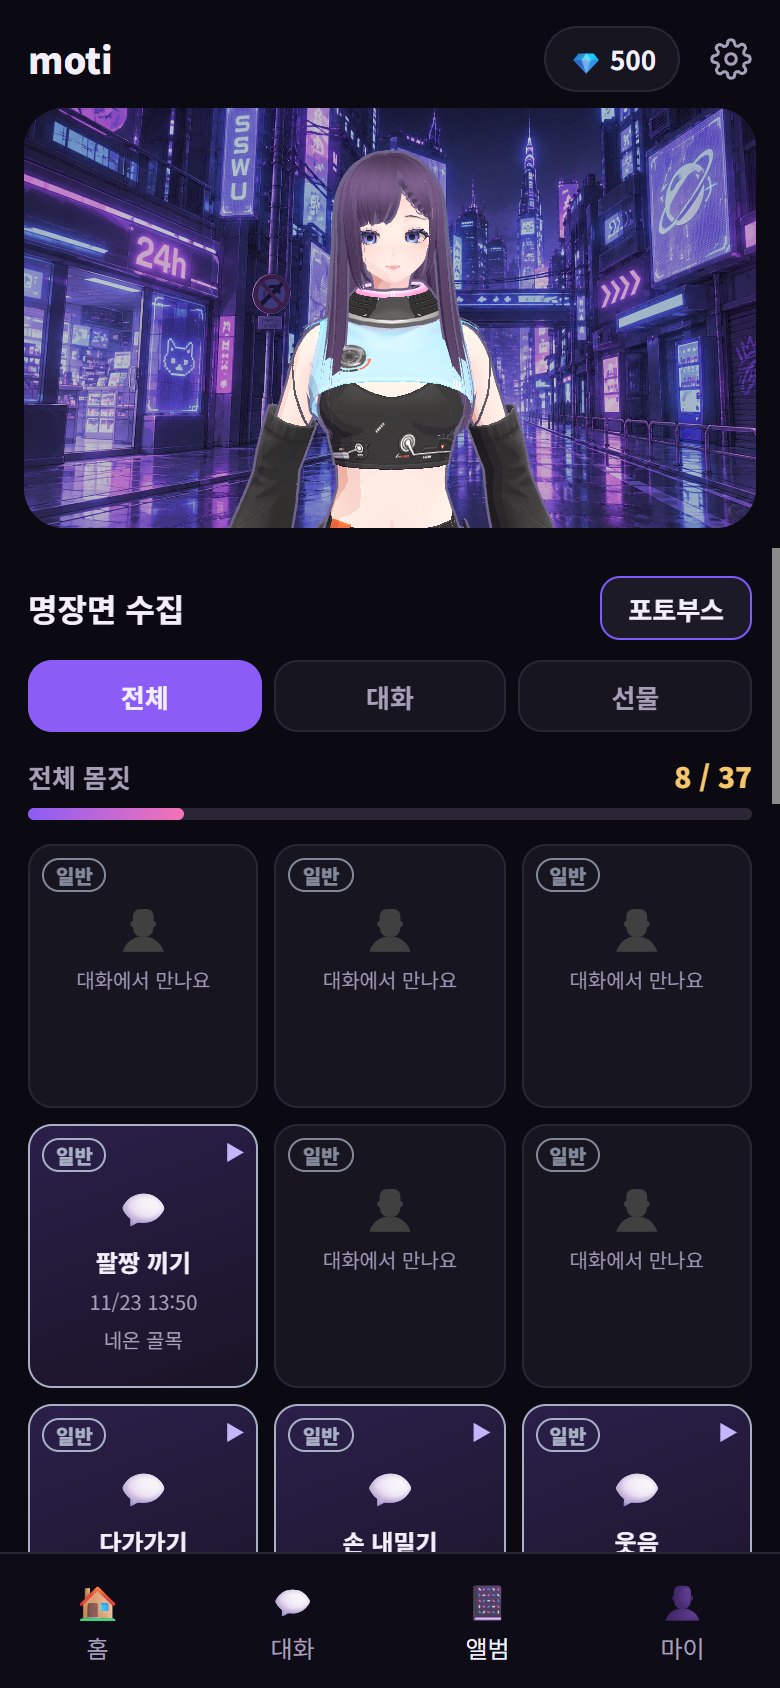 moti
500
SSWU
24h
명장면 수집
포토부스
전체
대화
선물
전체 몸짓
8 / 37
일반
대화에서 만나요
일반
대화에서 만나요
일반
대화에서 만나요
일반
팔짱 끼기
11/23 13:50
네온 골목
일반
대화에서 만나요
일반
대화에서 만나요
일반
다가가기
일반
손 내밀기
일반
웃음
홈
대화
앨범
마이